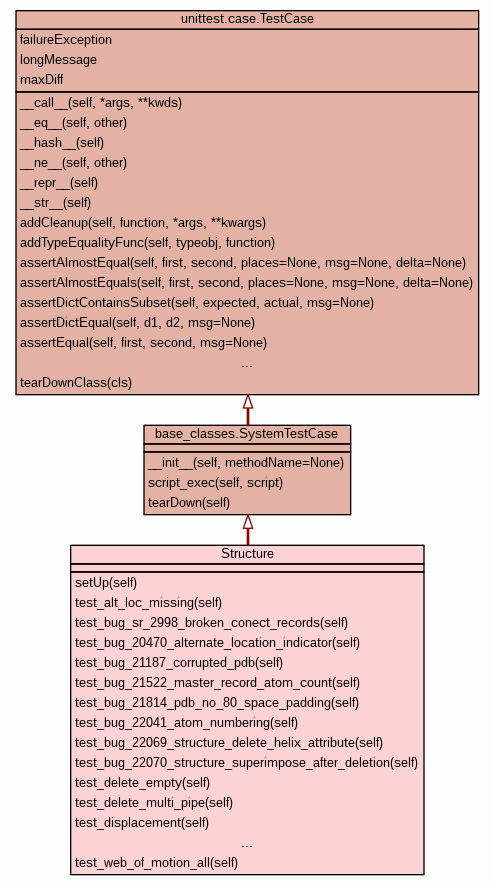 unittest.case.TestCase
failureException
longMessage
maxDiff
__call__(self, *args, **kwds)
__eq__(self, other)
__hash__(self)
__ne__(self, other)
__repr__(self)
__str__(self)
addCleanup(self, function, *args, **kwargs)
addTypeEqualityFunc(self, typeobj, function)
assertAlmostEqual(self, first, second, places=None, msg=None, delta=None)
assertAlmostEquals(self, first, second, places=None, msg=None, delta=None)
assertDictContainsSubset(self, expected, actual, msg=None)
assertDictEqual(self, d1, d2, msg=None)
assertEqual(self, first, second, msg=None)
...
tearDownClass(cls)
base_classes.SystemTestCase
__init__(self, methodName=None)
script_exec(self, script)
tearDown(self)
Structure
setUp(self)
test_alt_loc_missing(self)
test_bug_sr_2998_broken_conect_records(self)
test_bug_20470_alternate_location_indicator(self)
test_bug_21187_corrupted_pdb(self)
test_bug_21522_master_record_atom_count(self)
test_bug_21814_pdb_no_80_space_padding(self)
test_bug_22041_atom_numbering(self)
test_bug_22069_structure_delete_helix_attribute(self)
test_bug_22070_structure_superimpose_after_deletion(self)
test_delete_empty(self)
test_delete_multi_pipe(self)
test_displacement(self)
...
test_web_of_motion_all(self)